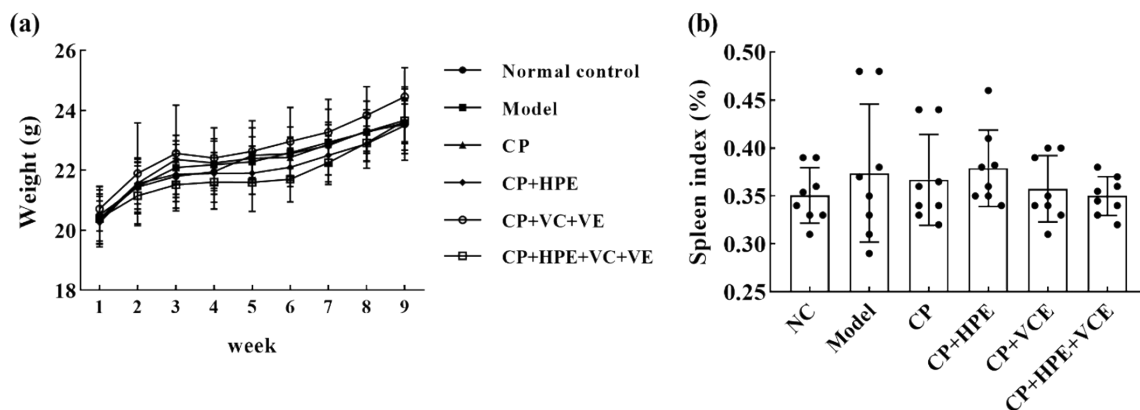 (a)
26
24
22
20
18
Weight (g)
1 2 3 4 5 6 7 8 9
week
Normal control
Model
CP
CP+HPE
CP+VC+VE
CP+HPE+VC+VE
(b)
0.50
0.45
0.40
0.35
0.30
0.25
Spleen index (%)
NC
Model
CP
CP+HPE
CP+VCE
CP+HPE+VCE